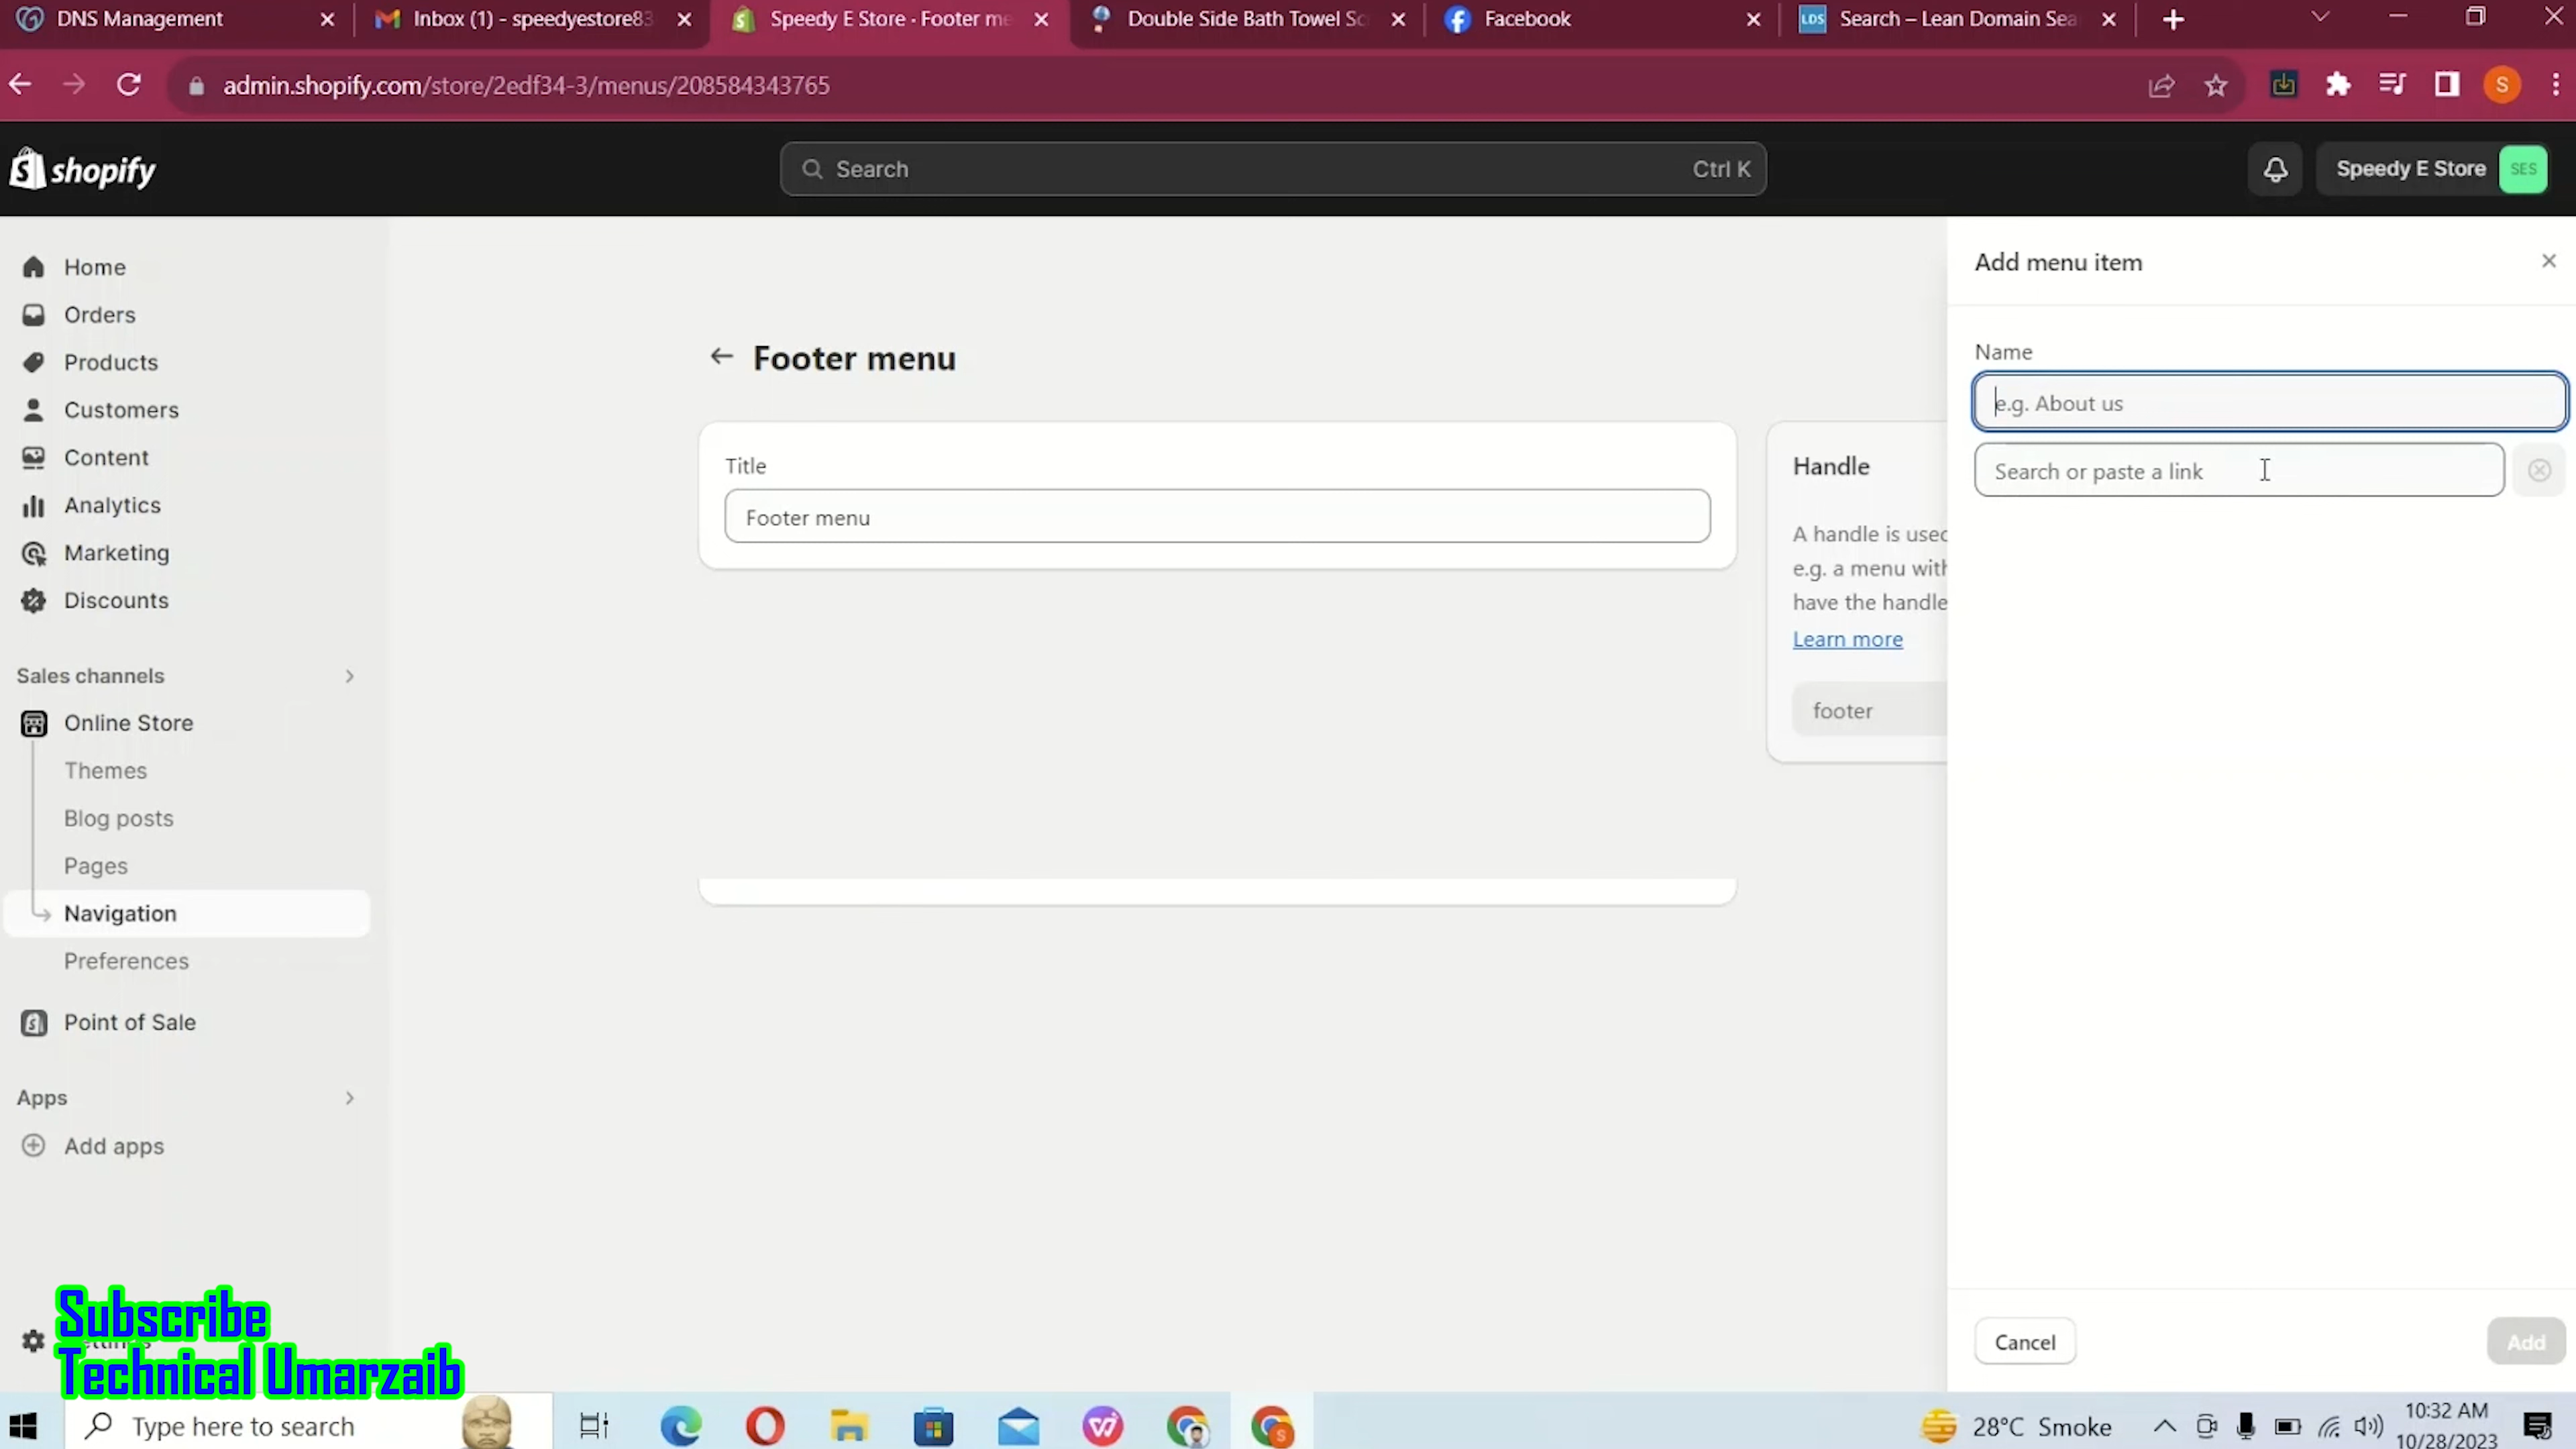 DNS Management
Inbox (1) - speedyestore83
Speedy E Store · Footer me
Double Side Bath Towel Sc
Facebook
LDS
Search – Lean Domain Sea
admin.shopify.com/store/2edf34-3/menus/208584343765
S
shopify
Search
Ctrl K
Speedy E Store
SES
Home
Orders
Products
Customers
Content
Analytics
Marketing
Discounts
Sales channels
Online Store
Themes
Blog posts
Pages
Navigation
Preferences
Point of Sale
Apps
Add apps
Footer menu
Title
Footer menu
Handle
A handle is used
e.g. a menu with
have the handle
Learn more
footer
Add menu item
Name
e.g. About us
Search or paste a link
Cancel
Add
Subscribe
Technical Umarzaib
Type here to search
28°C Smoke
10:32 AM
10/28/2023